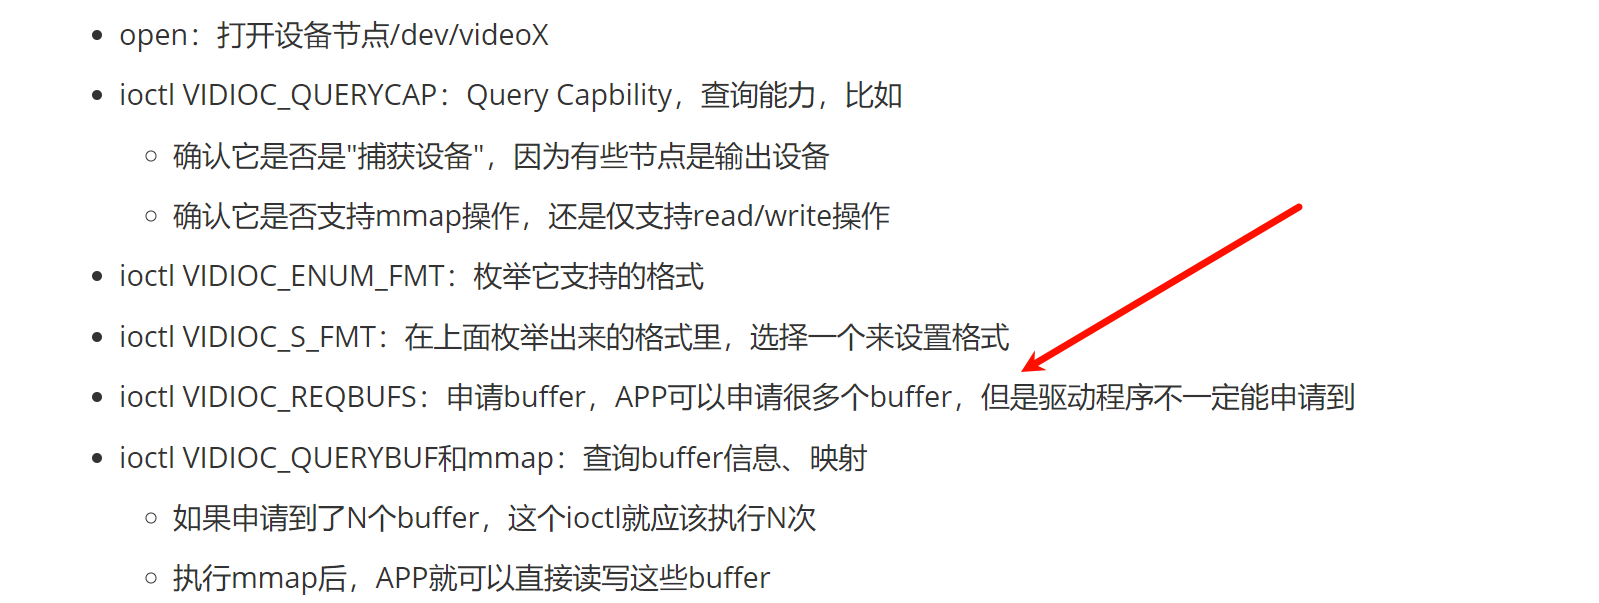 open：打开设备节点/dev/videoX
ioctl VIDIOC_QUERYCAP：Query Capbility，查询能力，比如
确认它是否是"捕获设备"，因为有些节点是输出设备
确认它是否支持mmap操作，还是仅支持read/write操作
ioctl VIDIOC_ENUM_FMT：枚举它支持的格式
ioctl VIDIOC_S_FMT：在上面枚举出来的格式里，选择一个来设置格式
ioctl VIDIOC_REQBUFS：申请buffer，APP可以申请很多个buffer，但是驱动程序不一定能申请到
ioctl VIDIOC_QUERYBUF和mmap：查询buffer信息、映射
如果申请到了N个buffer，这个ioctl就应该执行N次
执行mmap后，APP就可以直接读写这些buffer